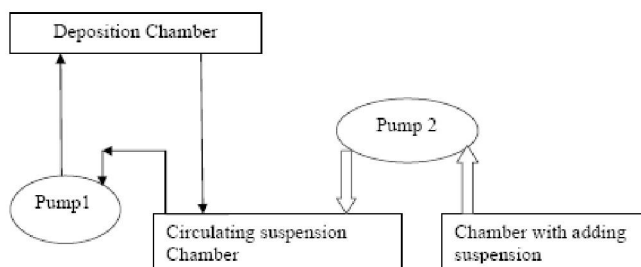 Deposition Chamber
Pump 2
Pump1
Circulating suspension
Chamber
Chamber with adding
suspension